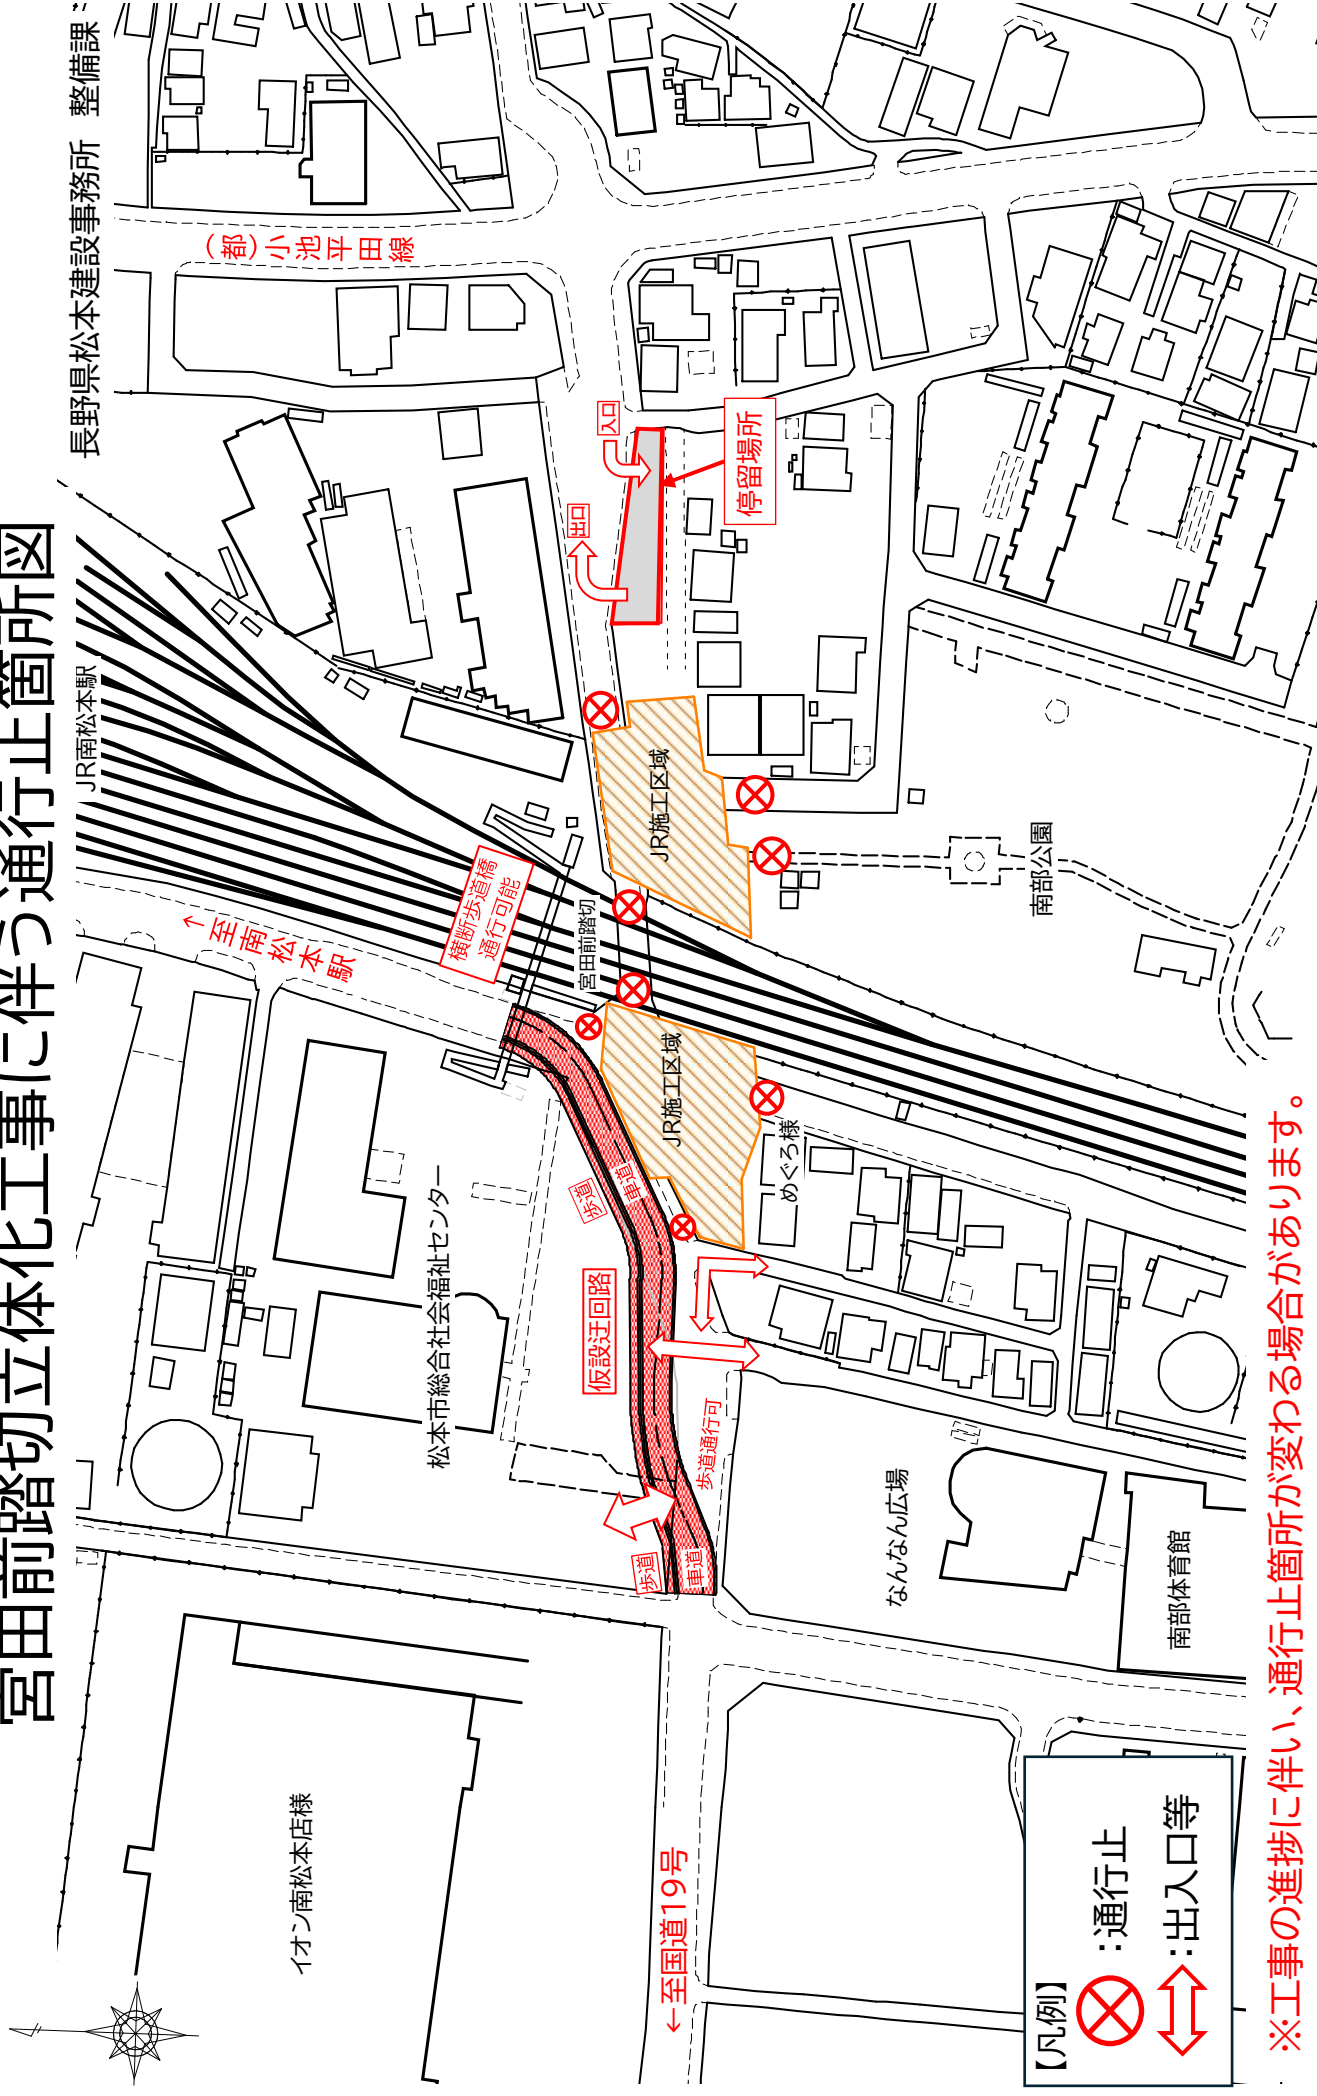 宮田前踏切立体化工事に伴う通行止箇所図
長野県松本建設事務所　整備課
JR南松本駅
(都)小池平田線
↑至南松本駅
横断歩道橋
通行可能
宮田前踏切
入口
出口
停留場所
JR施工区域
JR施工区域
南部公園
めぐろ様
松本市総合社会福祉センター
歩道
車道
仮設迂回路
歩道通行可
歩道
車道
なんなん広場
南部体育館
イオン南松本店様
←至国道19号
【凡例】
：通行止
：出入口等
※工事の進捗に伴い、通行止箇所が変わる場合があります。